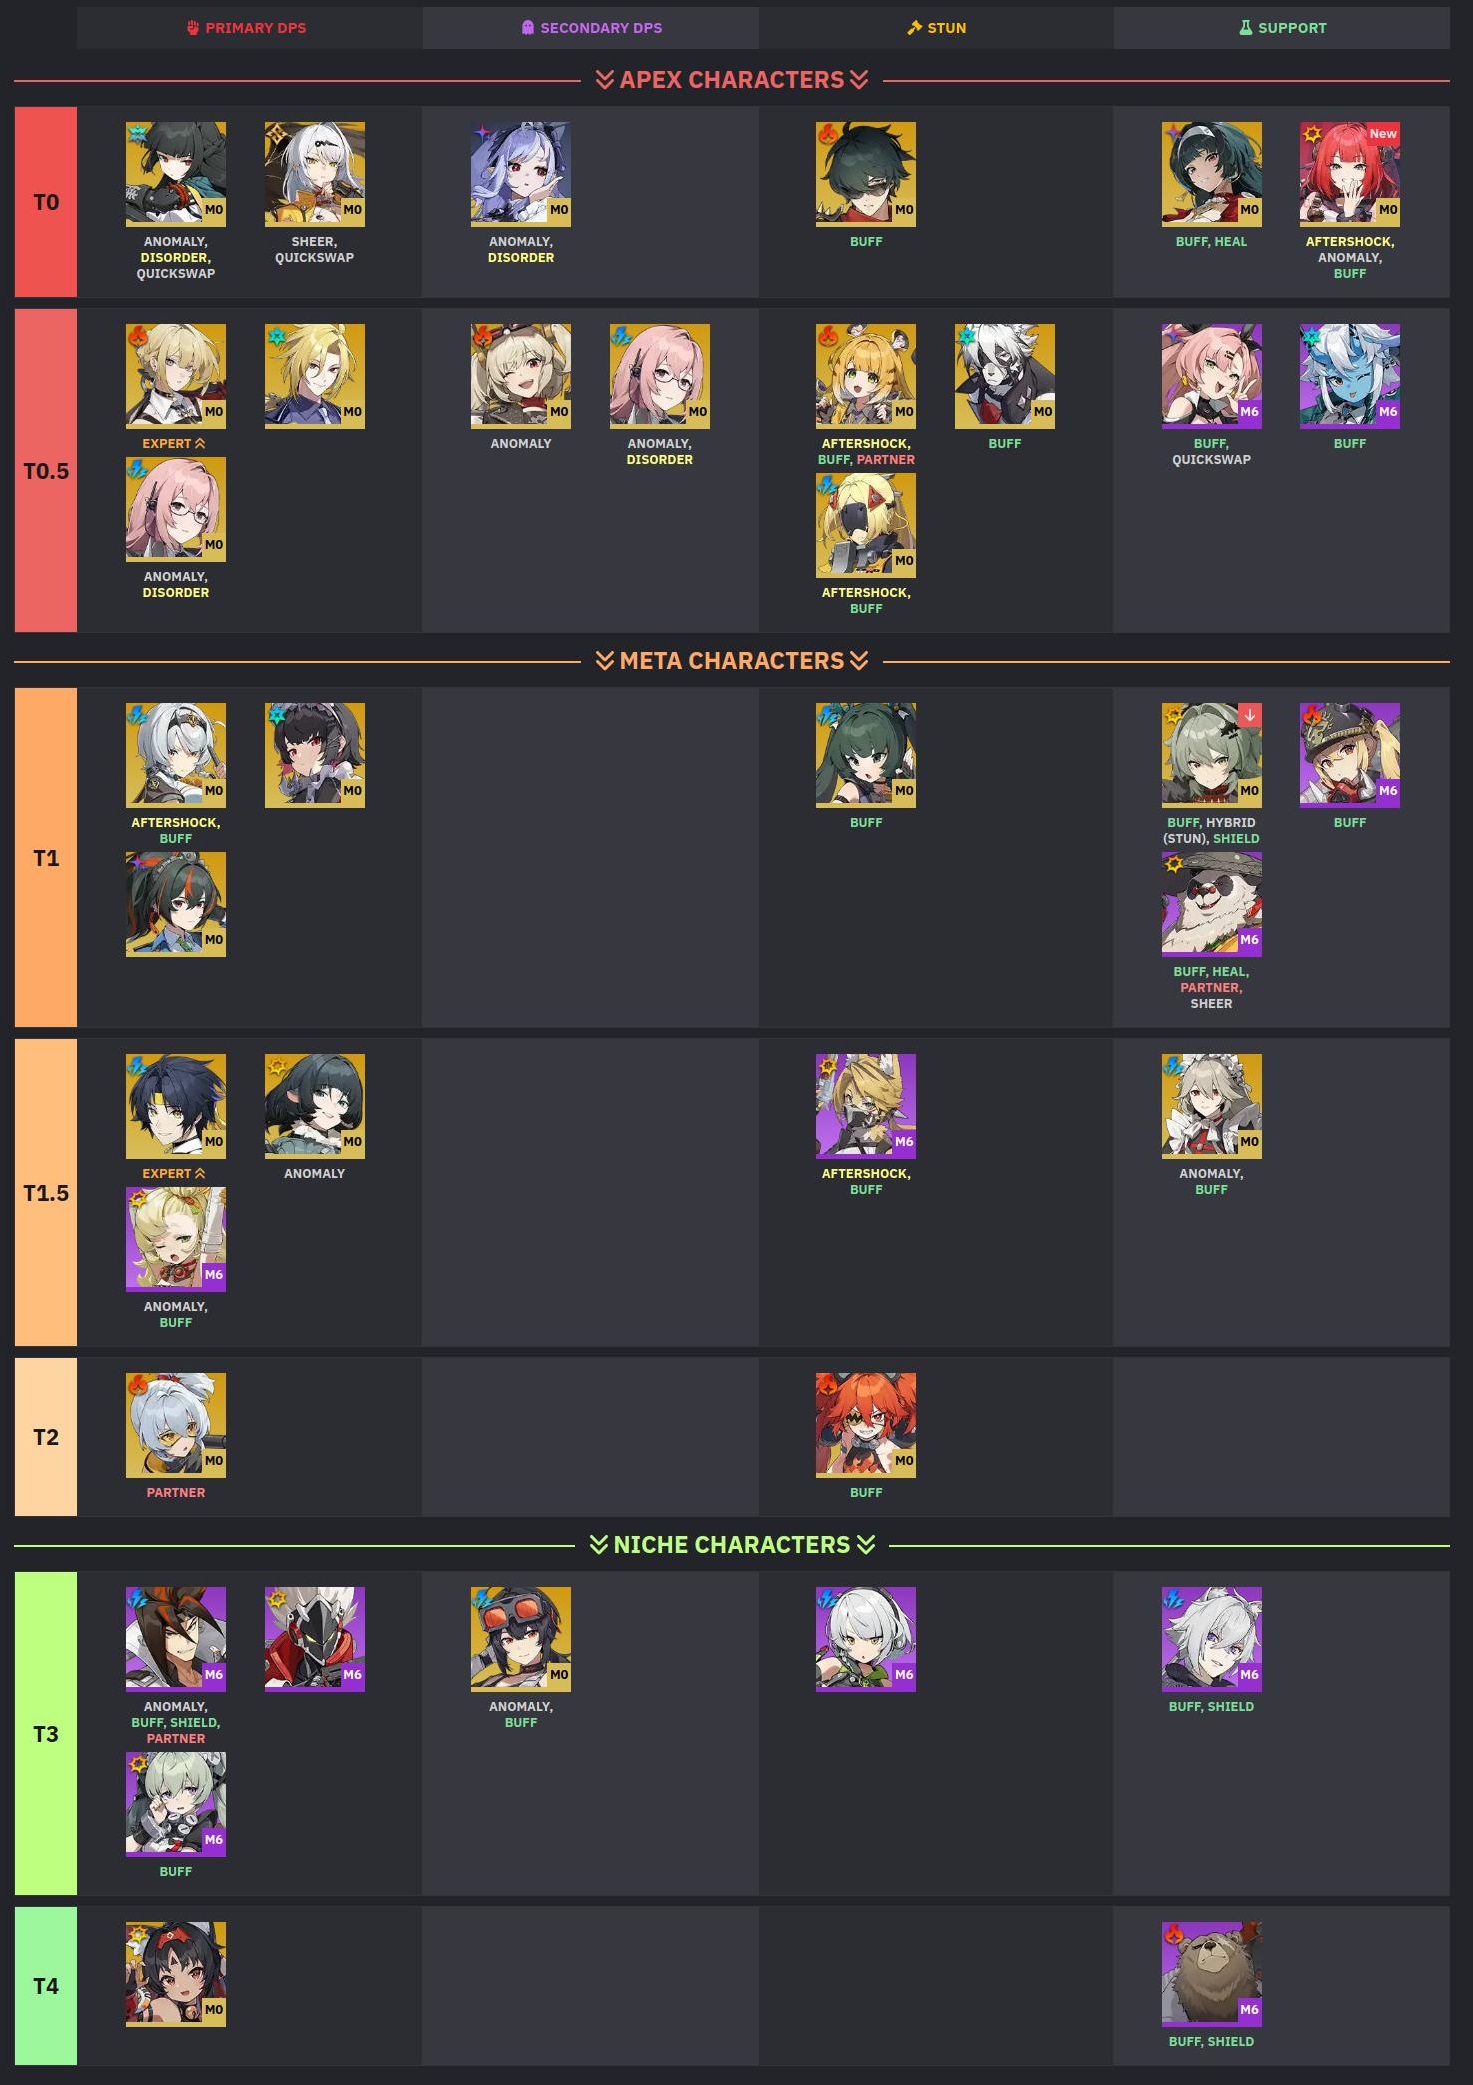 PRIMARY DPS
SECONDARY DPS
STUN
SUPPORT
APEX CHARACTERS
T0
M0
M0
M0
M0
M0
New
M0
ANOMALY,
DISORDER,
QUICKSWAP
SHEER,
QUICKSWAP
ANOMALY,
DISORDER
BUFF
BUFF, HEAL
AFTERSHOCK,
ANOMALY,
BUFF
T0.5
M0
M0
M0
M0
M0
M0
M6
M6
EXPERT
ANOMALY
ANOMALY,
DISORDER
AFTERSHOCK,
BUFF, PARTNER
BUFF
BUFF,
QUICKSWAP
BUFF
M0
M0
ANOMALY,
DISORDER
AFTERSHOCK,
BUFF
META CHARACTERS
T1
M0
M0
M0
M0
M6
AFTERSHOCK,
BUFF
BUFF
BUFF, HYBRID
(STUN), SHIELD
BUFF
M0
M6
BUFF, HEAL,
PARTNER,
SHEER
T1.5
M0
M0
M6
M0
EXPERT
ANOMALY
AFTERSHOCK,
BUFF
ANOMALY,
BUFF
M6
ANOMALY,
BUFF
T2
M0
M0
PARTNER
BUFF
NICHE CHARACTERS
T3
M6
M6
M0
M6
M6
ANOMALY,
BUFF, SHIELD,
PARTNER
ANOMALY,
BUFF
BUFF, SHIELD
M6
BUFF
T4
M0
M6
BUFF, SHIELD